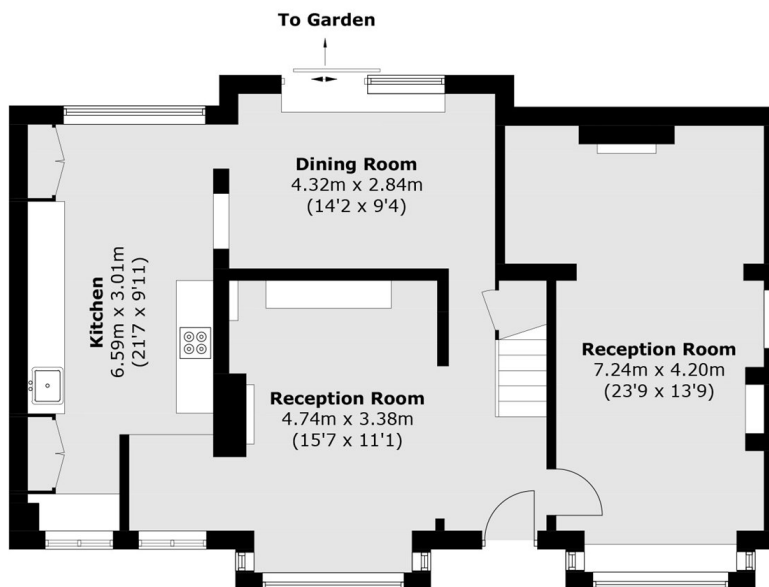 To Garden
Dining Room
4.32m x 2.84m
(14'2 x 9'4)
Kitchen
6.59m x 3.01m
(21'7 x 9'11)
Reception Room
4.74m x 3.38m
(15'7 x 11'1)
Reception Room
7.24m x 4.20m
(23'9 x 13'9)